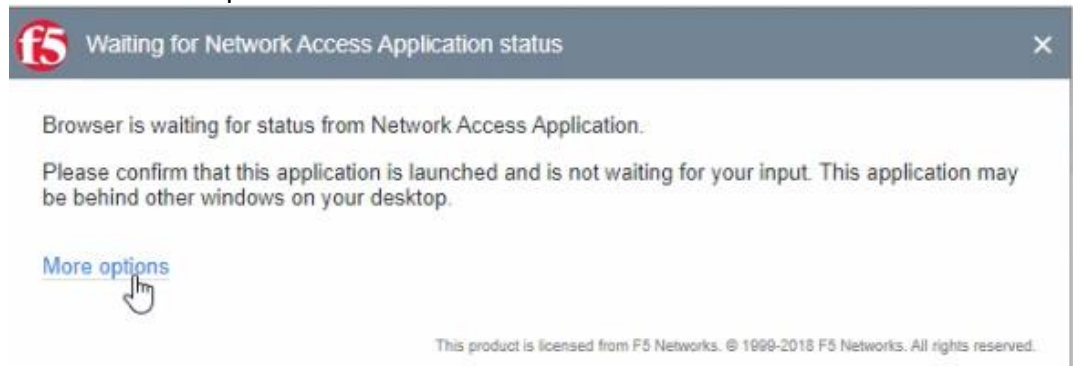 f5 Waiting for Network Access Application status
Browser is waiting for status from Network Access Application.
Please confirm that this application is launched and is not waiting for your input. This application may
be behind other windows on your desktop.
More options
This product is licensed from F5 Networks. © 1999-2018 F5 Networks. All rights reserved.